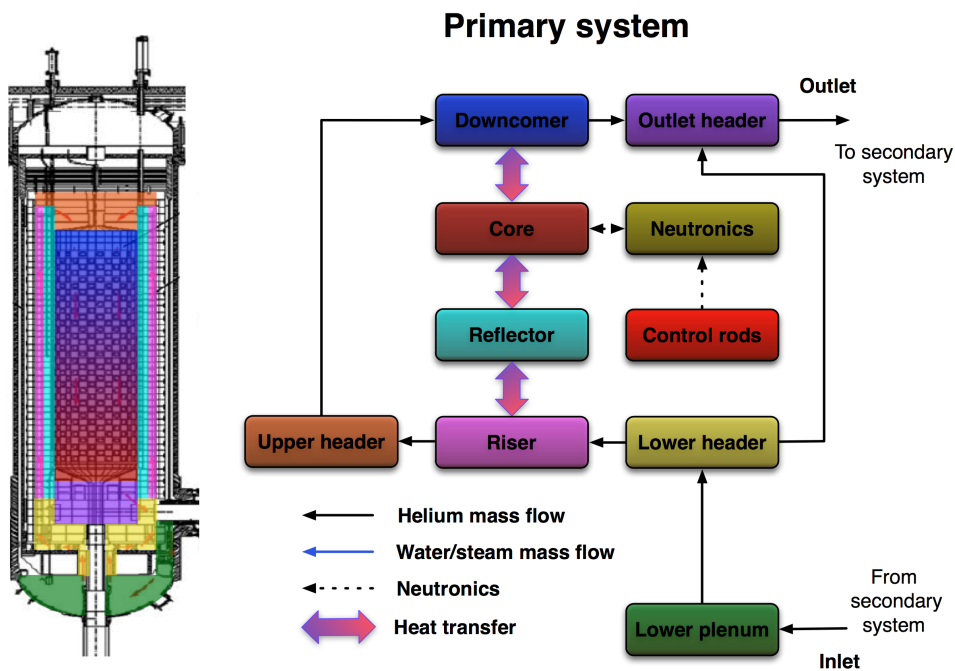 Primary system
Outlet
Downcomer
Outlet header
To secondary
system
Core
Neutronics
Reflector
Control rods
Upper header
Riser
Lower header
Helium mass flow
Water/steam mass flow
Neutronics
Heat transfer
From
secondary
system
Lower plenum
Inlet